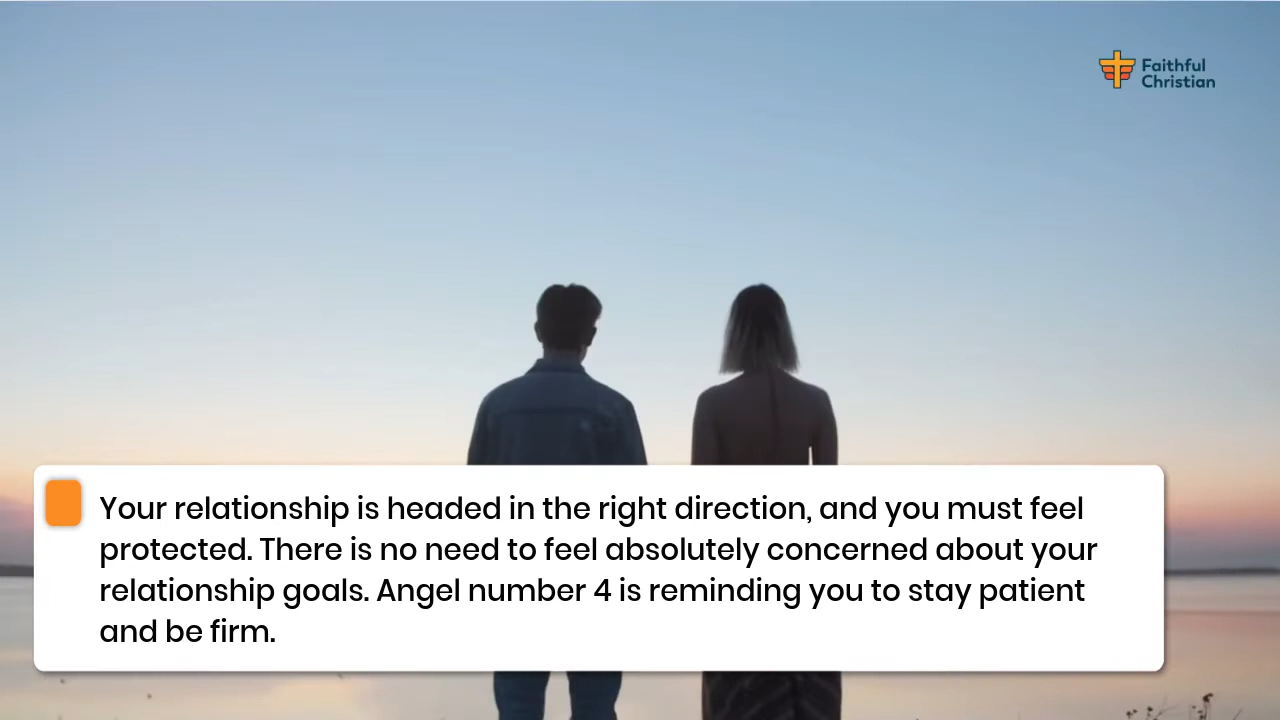 Faithful
Christian
Your relationship is headed in the right direction, and you must feel
protected. There is no need to feel absolutely concerned about your
relationship goals. Angel number 4 is reminding you to stay patient
and be firm.